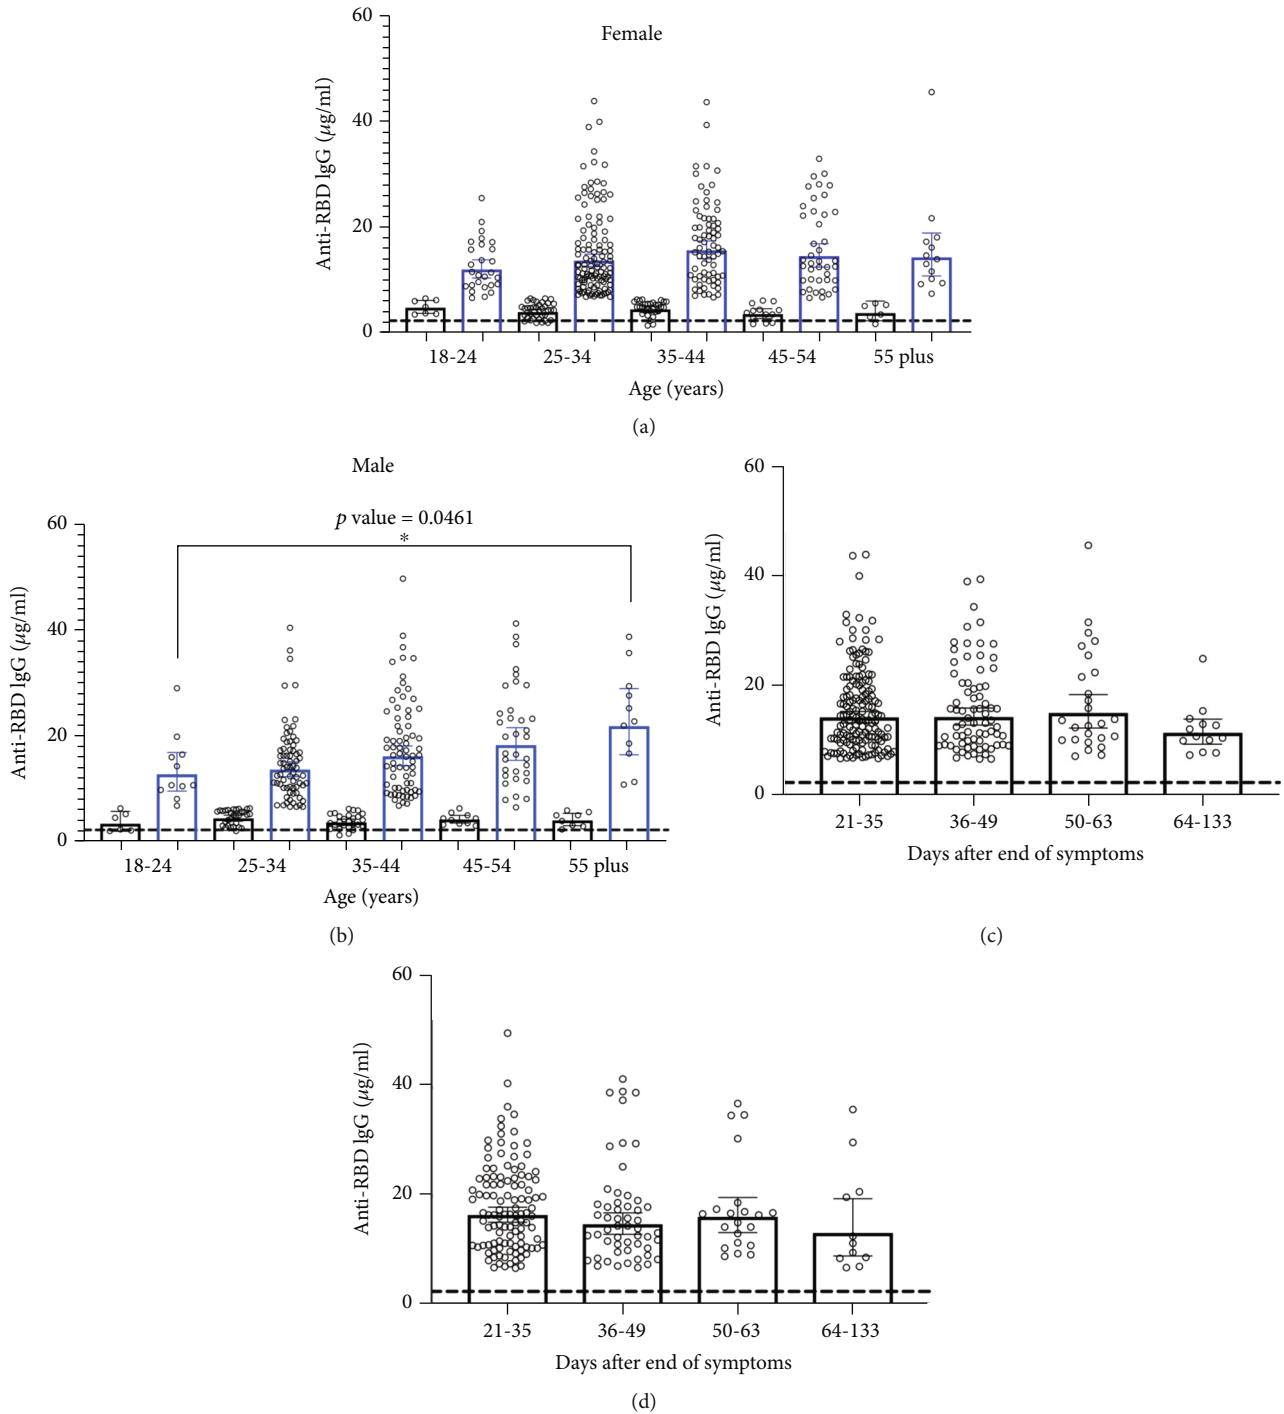 Female
Anti-RBD lgG (μg/ml)
60
40
20
0
18-24 25-34 35-44 45-54 55 plus
Age (years)
(a)
Male
p value = 0.0461
*
Anti-RBD lgG (μg/ml)
60
40
20
0
18-24 25-34 35-44 45-54 55 plus
Age (years)
(b)
Anti-RBD lgG (μg/ml)
60
40
20
0
21-35 36-49 50-63 64-133
Days after end of symptoms
(c)
Anti-RBD lgG (μg/ml)
60
40
20
0
21-35 36-49 50-63 64-133
Days after end of symptoms
(d)